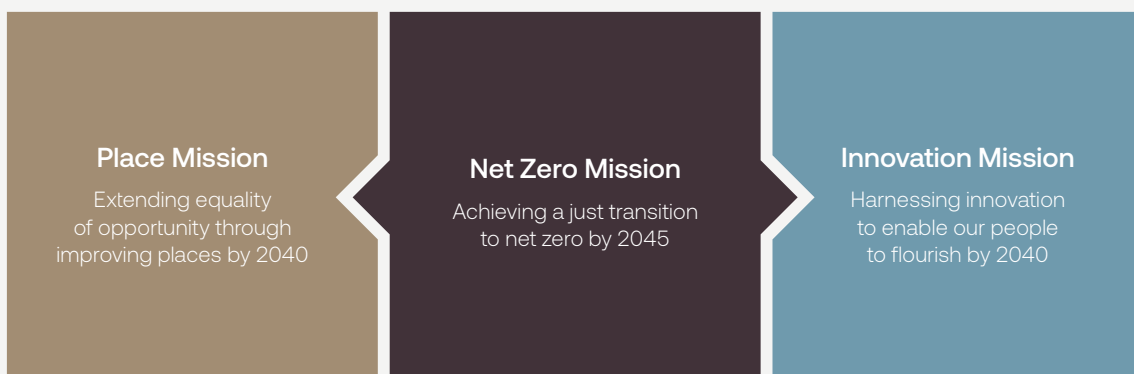 Place Mission
Extending equality
of opportunity through
improving places by 2040
Net Zero Mission
Achieving a just transition
to net zero by 2045
Innovation Mission
Harnessing innovation
to enable our people
to flourish by 2040